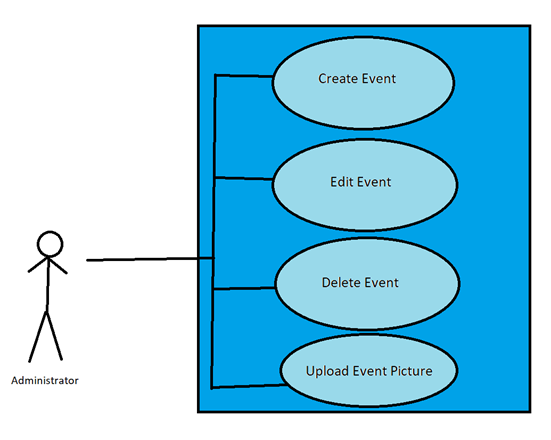 Create Event
Edit Event
Delete Event
Upload Event Picture
Administrator